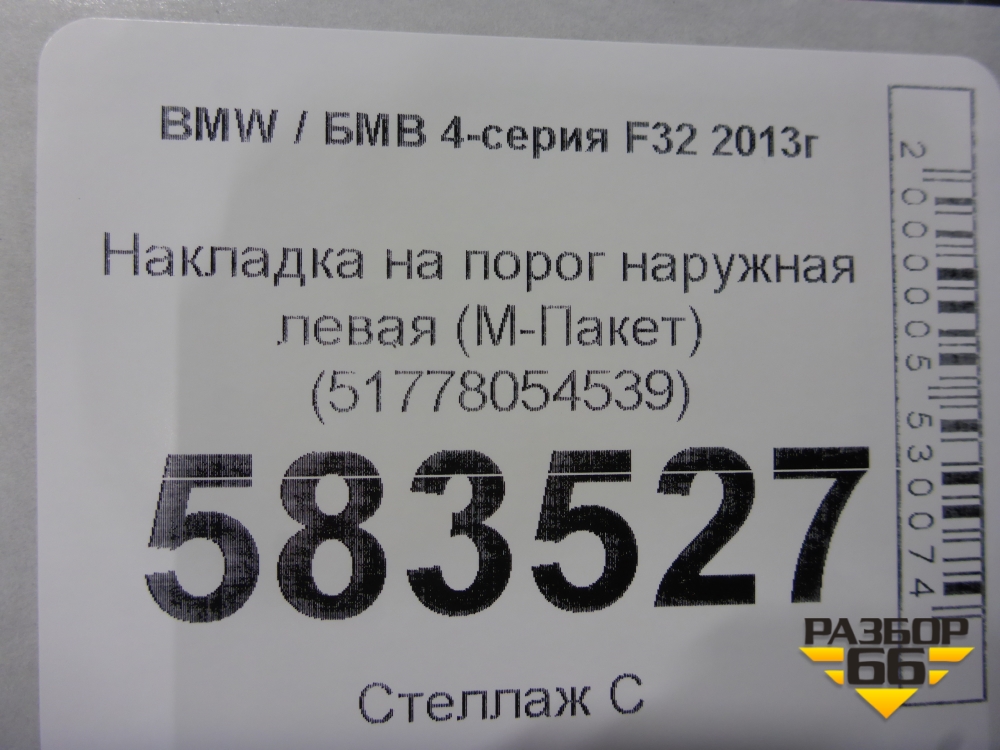 BMW / БМВ 4-серия F32 2013г
Накладка на порог наружная
левая (М-Пакет)
(51778054539)
583527
Стеллаж С
2000005530074
РАЗБОР
66